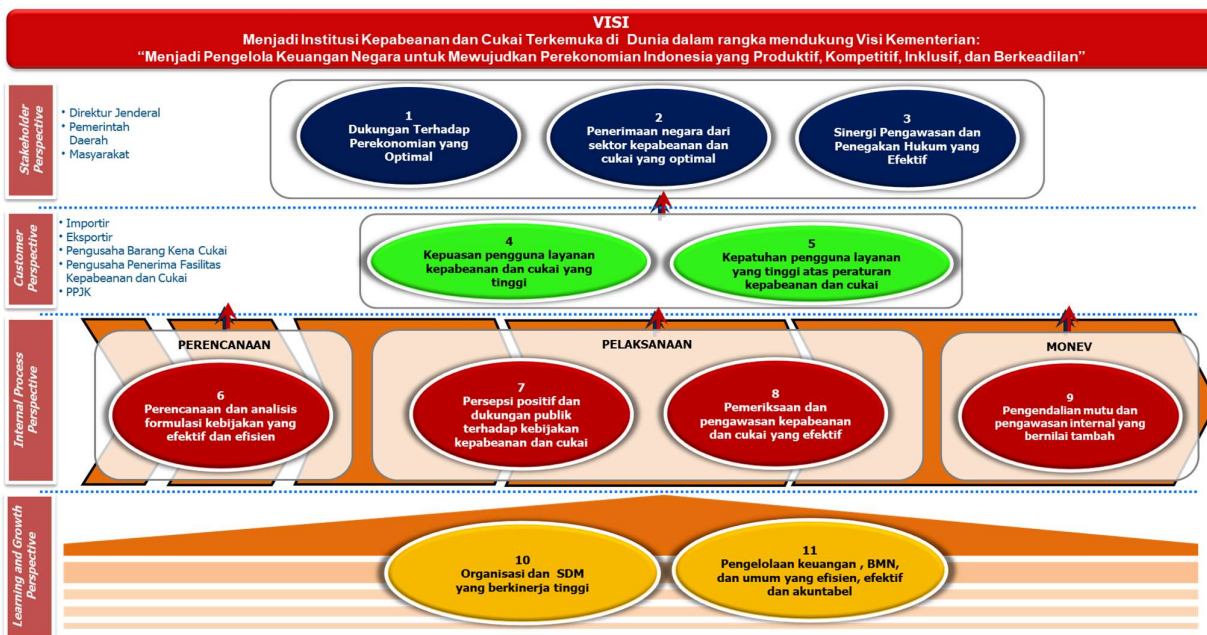 VISI
Menjadi Institusi Kepabeanan dan Cukai Terkemuka di Dunia dalam rangka mendukung Visi Kementerian:
“Menjadi Pengelola Keuangan Negara untuk Mewujudkan Perekonomian Indonesia yang Produktif, Kompetitif, Inklusif, dan Berkeadilan”
Stakeholder
Perspective
• Direktur Jenderal
• Pemerintah
Daerah
• Masyarakat
1
Dukungan Terhadap
Perekonomian yang
Optimal
2
Penerimaan negara dari
sektor kepabeanan dan
cukai yang optimal
3
Sinergi Pengawasan dan
Penegakan Hukum yang
Efektif
Customer
Perspective
• Importir
• Eksportir
• Pengusaha Barang Kena Cukai
• Pengusaha Penerima Fasilitas
Kepabeanan dan Cukai
• PPJK
4
Kepuasan pengguna layanan
kepabeanan dan cukai yang
tinggi
5
Kepatuhan pengguna layanan
yang tinggi atas peraturan
kepabeanan dan cukai
Internal Process
Perspective
PERENCANAAN
6
Perencanaan dan analisis
formulasi kebijakan yang
efektif dan efisien
PELAKSANAAN
7
Persepsi positif dan
dukungan publik
terhadap kebijakan
kepabeanan dan cukai
8
Pemeriksaan dan
pengawasan kepabeanan
dan cukai yang efektif
MONEV
9
Pengendalian mutu dan
pengawasan internal yang
bernilai tambah
Learning and Growth
Perspective
10
Organisasi dan SDM
yang berkinerja tinggi
11
Pengelolaan keuangan , BMN,
dan umum yang efisien, efektif
dan akuntabel